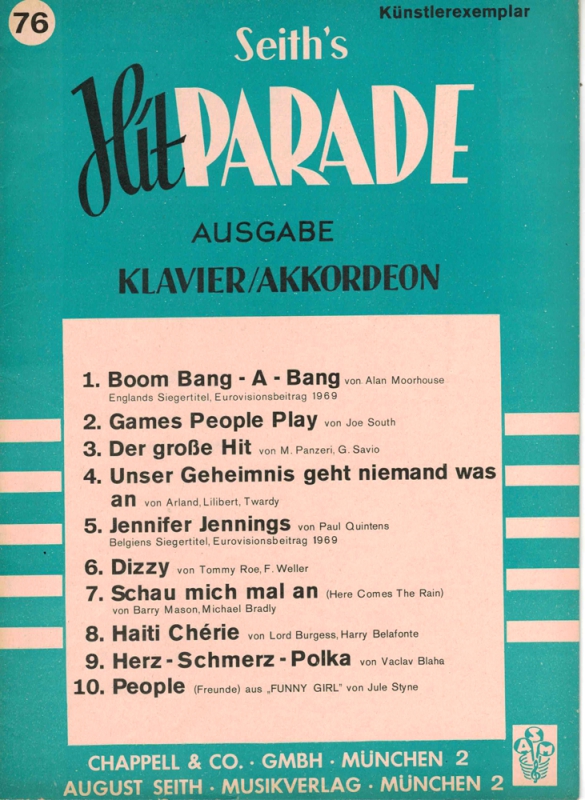 76
Künstlerexemplar
Seith's
Hit PARADE
AUSGABE
KLAVIER/AKKORDEON
1. Boom Bang - A - Bang von Alan Moorhouse
Englands Siegertitel, Eurovisionsbeitrag 1969
2. Games People Play von Joe South
3. Der große Hit von M. Panzeri, G. Savio
4. Unser Geheimnis geht niemand was
an von Arland, Lilibert, Twardy
5. Jennifer Jennings von Paul Quintens
Belgiens Siegertitel, Eurovisionsbeitrag 1969
6. Dizzy von Tommy Roe, F. Weller
7. Schau mich mal an (Here Comes The Rain)
von Barry Mason, Michael Bradly
8. Haiti Chérie von Lord Burgess, Harry Belafonte
9. Herz - Schmerz - Polka von Vaclav Blaha
10. People (Freunde) aus „FUNNY GIRL" von Jule Styne
ASM
CHAPPELL & CO. · GMBH · MÜNCHEN 2
AUGUST SEITH · MUSIKVERLAG · MÜNCHEN 2